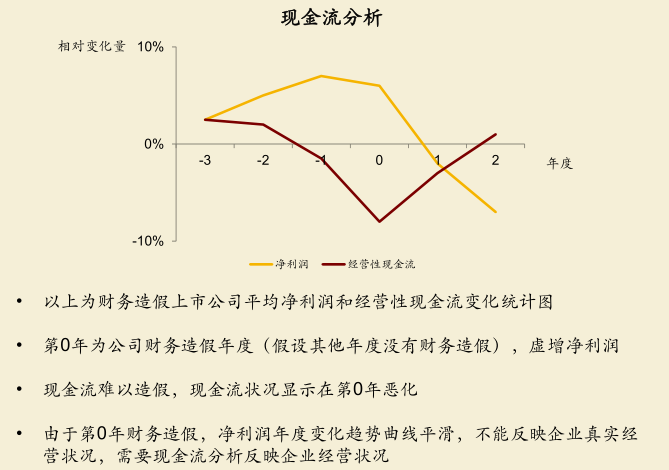 现金流分析
相对变化量
10%
0%
-10%
-3 -2 -1 0 1 2
年度
净利润 经营性现金流
• 以上为财务造假上市公司平均净利润和经营性现金流变化统计图
• 第0年为公司财务造假年度（假设其他年度没有财务造假），虚增净利润
• 现金流难以造假，现金流状况显示在第0年恶化
• 由于第0年财务造假，净利润年度变化趋势曲线平滑，不能反映企业真实经
营状况，需要现金流分析反映企业经营状况